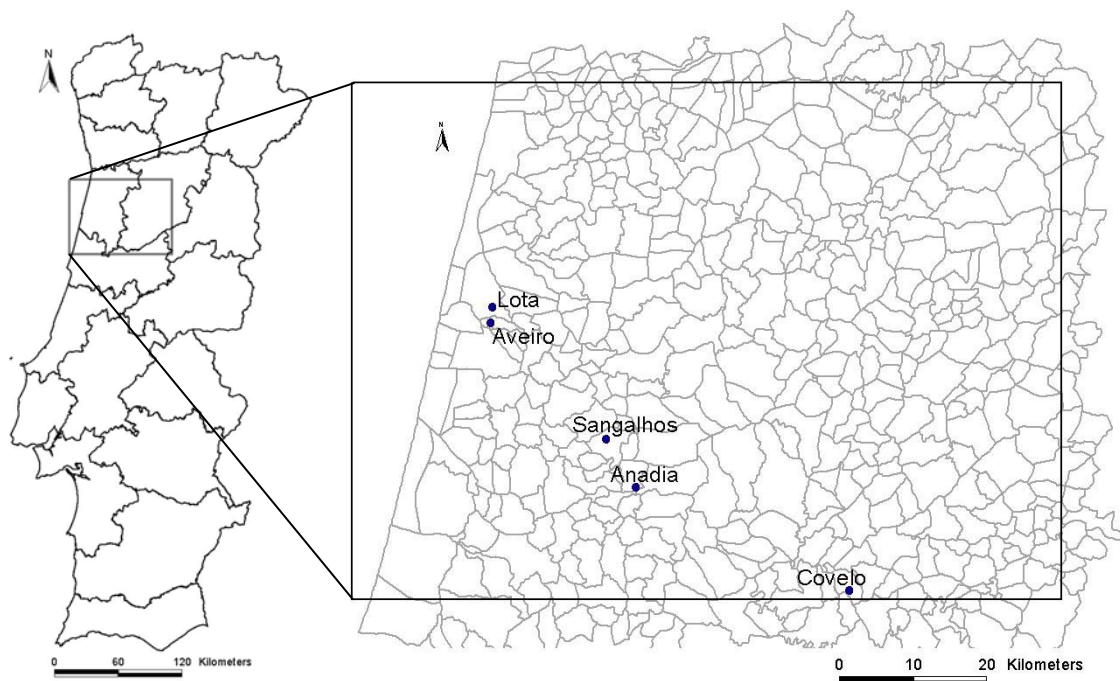 N
N
Lota
Aveiro
Sangalhos
Anadia
Covelo
0 60 120 Kilometers
0 10 20 Kilometers